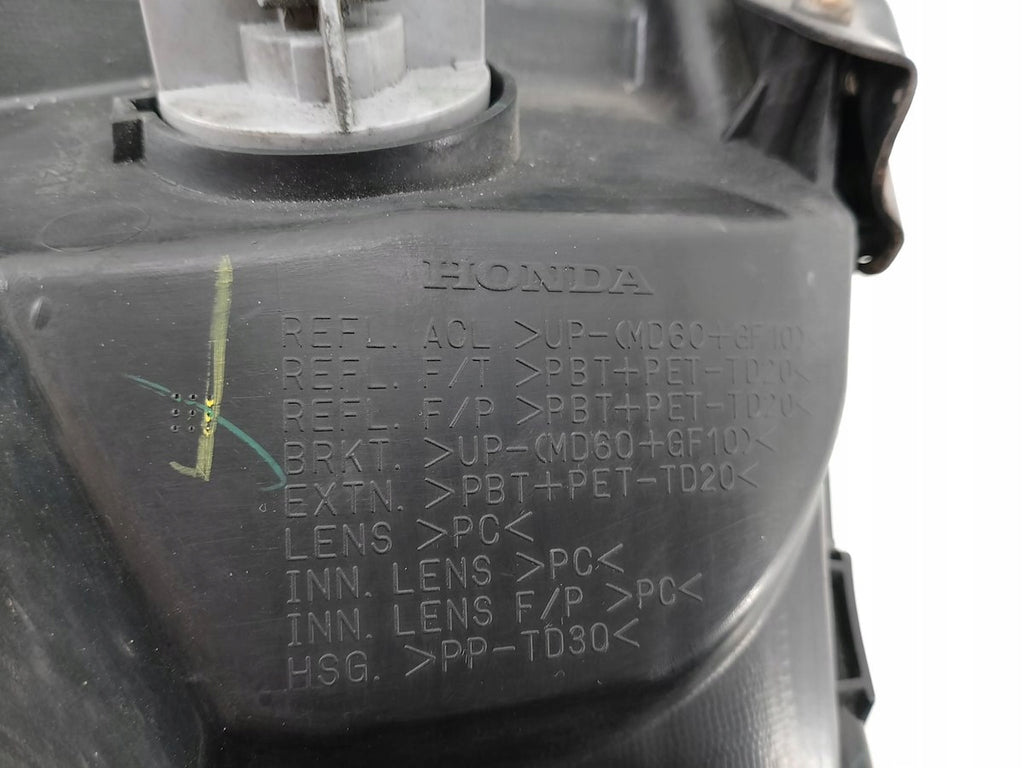 HONDA
REFL. ACL >UP-(MD60+GF10)
REFL. F/T >PBT+PET-TD20<
REFL. F/P >PBT+PET-TD20<
BRKT. >UP-(MD60+GF10)<
EXTN. >PBT+PET-TD20<
LENS >PC<
INN. LENS >PC<
INN. LENS F/P >PC<
HSG. >PP-TD30<